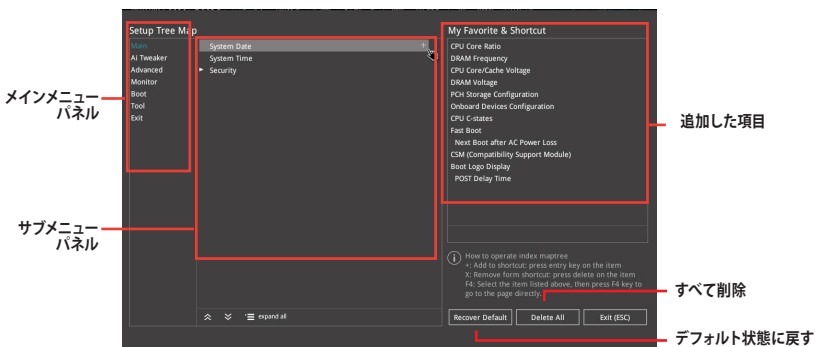 Setup Tree Map
My Favorite & Shortcut
Main
Ai Tweaker
Advanced
Monitor
Boot
Tool
Exit
System Date +
System Time
Security
CPU Core Ratio
DRAM Frequency
CPU Core/Cache Voltage
DRAM Voltage
PCH Storage Configuration
Onboard Devices Configuration
CPU C-states
Fast Boot
Next Boot after AC Power Loss
CSM (Compatibility Support Module)
Boot Logo Display
POST Delay Time
メインメニュー
パネル
追加した項目
サブメニュー
パネル
How to operate index maptree
+: Add to shortcut: press entry key on the item
X: Remove form shortcut: press delete on the item
F4: Select the item listed above, then press F4 key to
go to the page directly.
すべて削除
expand all
Recover Default
Delete All
Exit (ESC)
デフォルト状態に戻す